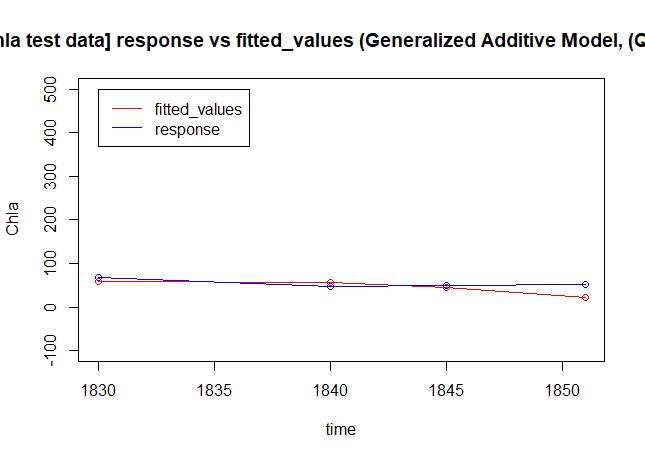 nla test data] response vs fitted_values (Generalized Additive Model, (Q
fitted_values
response
Chla
500
400
300
200
100
0
-100
1830 1835 1840 1845 1850
time